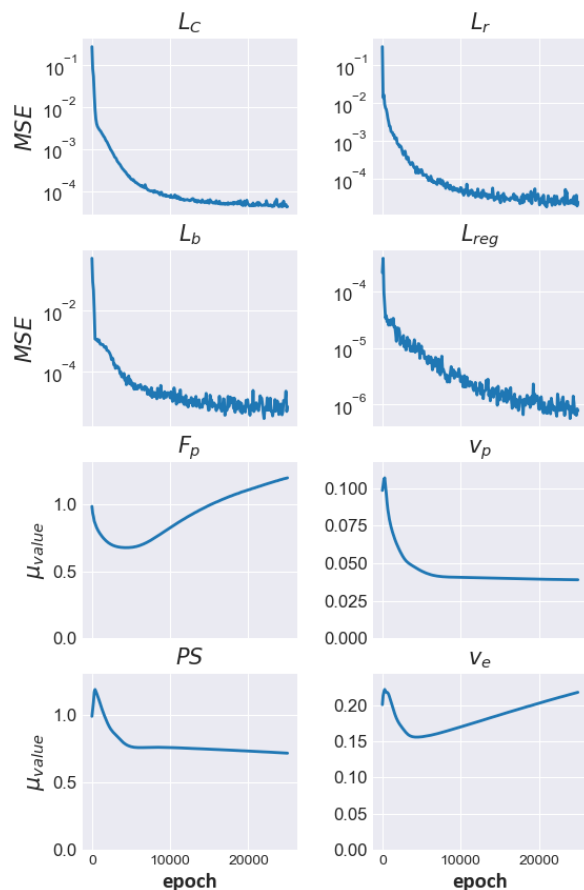 L_C L_r
MSE
10⁻¹ 10⁻¹
10⁻² 10⁻²
10⁻³ 10⁻³
10⁻⁴ 10⁻⁴
L_b L_reg
MSE
10⁻² 10⁻⁴
10⁻⁴ 10⁻⁵
10⁻⁶
F_p v_p
μ_value
1.0 0.100
0.5 0.075
0.050
0.025
0.0 0.000
PS v_e
μ_value
1.0 0.20
0.15
0.5 0.10
0.05
0.0 0.00
0 10000 20000 0 10000 20000
epoch epoch